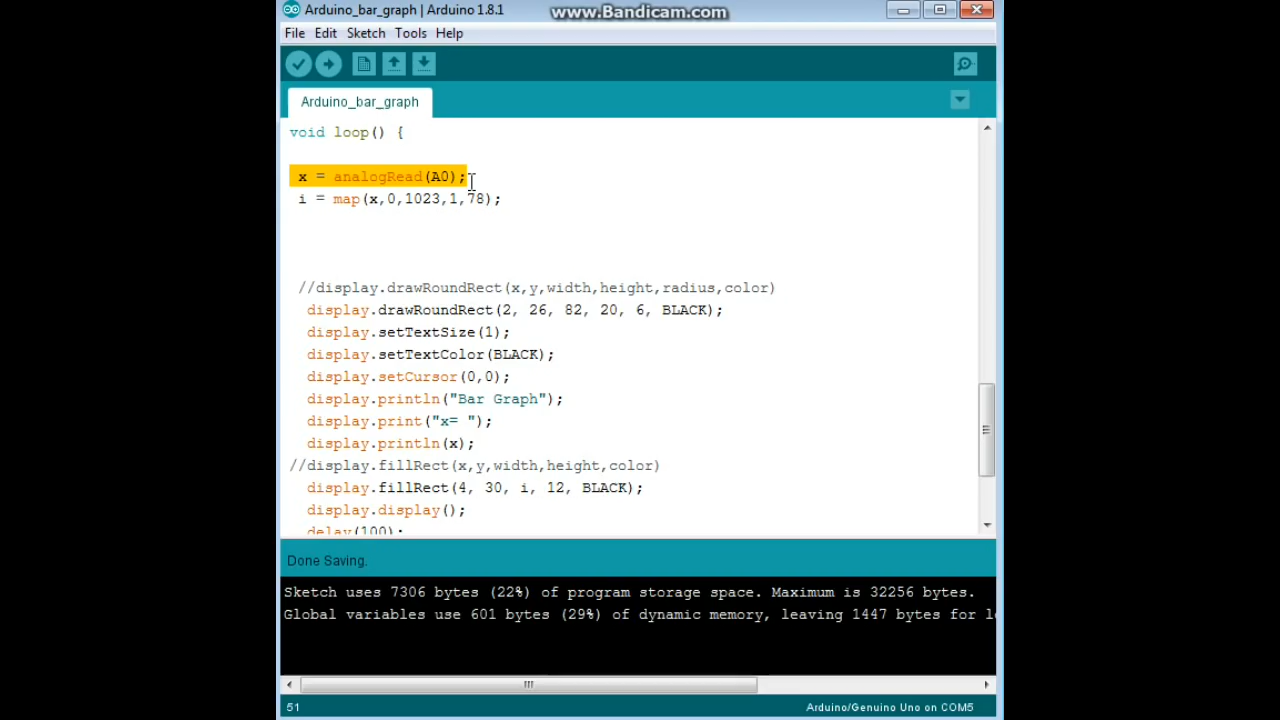 Arduino_bar_graph | Arduino 1.8.1
www.Bandicam.com
File Edit Sketch Tools Help
Arduino_bar_graph
void loop() {
x = analogRead(A0);
i = map(x,0,1023,1,78);
//display.drawRoundRect(x,y,width,height,radius,color)
display.drawRoundRect(2, 26, 82, 20, 6, BLACK);
display.setTextSize(1);
display.setTextColor(BLACK);
display.setCursor(0,0);
display.println("Bar Graph");
display.print("x= ");
display.println(x);
//display.fillRect(x,y,width,height,color)
display.fillRect(4, 30, i, 12, BLACK);
display.display();
delay(100);
Done Saving.
Sketch uses 7306 bytes (22%) of program storage space. Maximum is 32256 bytes.
Global variables use 601 bytes (29%) of dynamic memory, leaving 1447 bytes for
51
Arduino/Genuino Uno on COM5